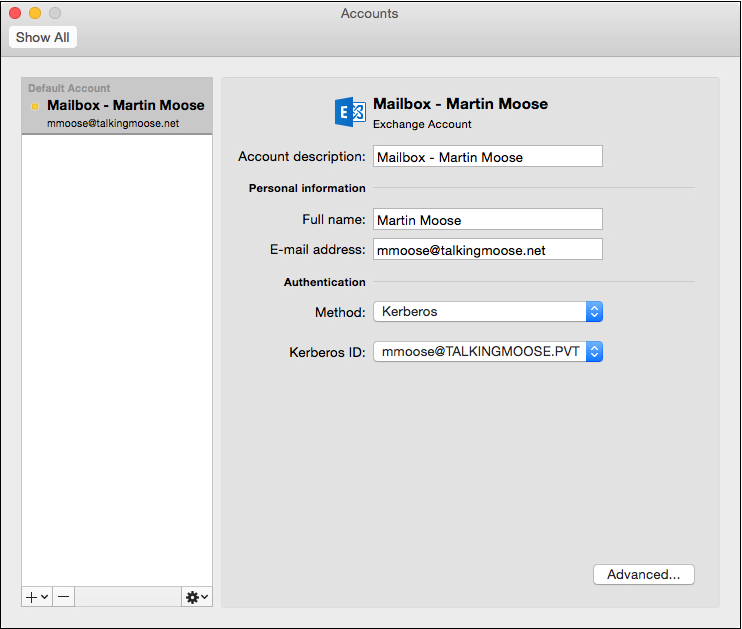 Accounts
Show All
Default Account
Mailbox - Martin Moose
mmoose@talkingmoose.net
E
Mailbox - Martin Moose
Exchange Account
Account description: Mailbox - Martin Moose
Personal information
Full name: Martin Moose
E-mail address: mmoose@talkingmoose.net
Authentication
Method: Kerberos
Kerberos ID: mmoose@TALKINGMOOSE.PVT
Advanced...